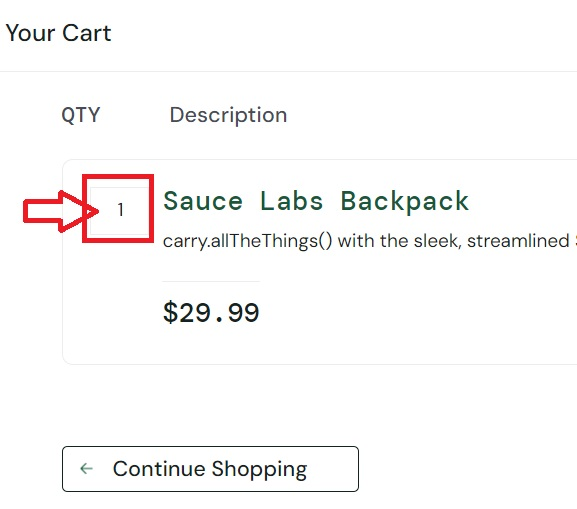 Your Cart
QTY Description
1 Sauce Labs Backpack
carry.allTheThings() with the sleek, streamlined
$29.99
← Continue Shopping